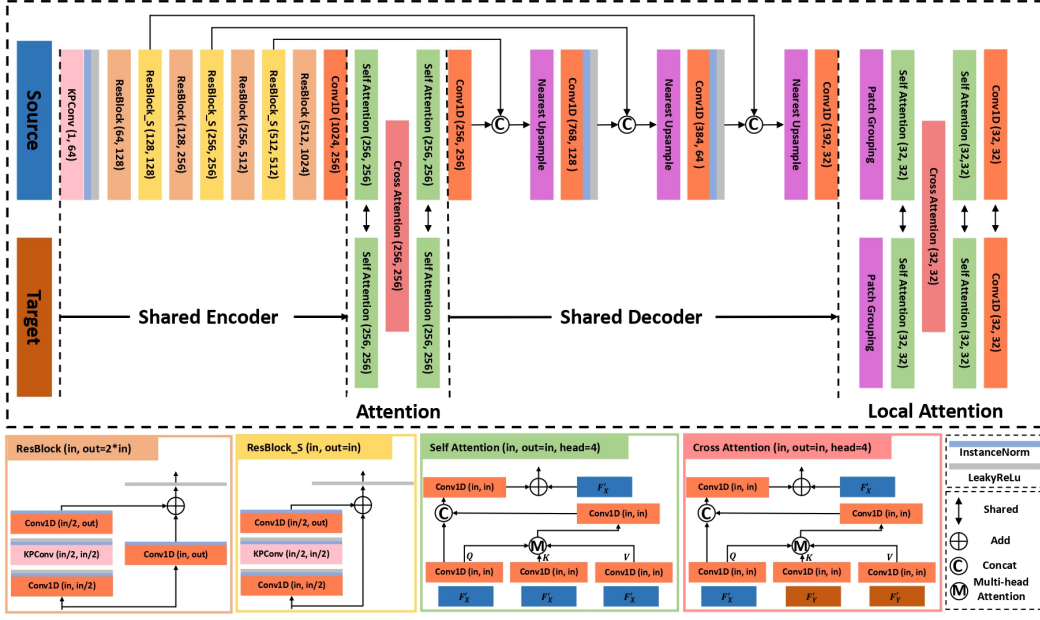 Source
KPConv (1, 64)
ResBlock (64, 128)
ResBlock_S (128, 128)
ResBlock (128, 256)
ResBlock_S (256, 256)
ResBlock (256, 512)
ResBlock_S (512, 512)
ResBlock (512, 1024)
Conv1D (1024, 256)
Self Attention (256, 256)
Cross Attention (256, 256)
Self Attention (256, 256)
Conv1D (256, 256)
C
Nearest Upsample
Conv1D (768, 128 )
C
Nearest Upsample
Conv1D (384, 64 )
C
Nearest Upsample
Conv1D (192, 32)
Patch Grouping
Self Attention (32, 32)
Cross Attention (32, 32)
Self Attention (32,32)
Conv1D (32, 32)
Target
Shared Encoder
Self Attention (256, 256)
Self Attention (256, 256)
Shared Decoder
Patch Grouping
Self Attention (32, 32)
Self Attention (32, 32)
Conv1D (32, 32)
Attention
Local Attention
ResBlock (in, out=2*in)
Conv1D (in/2, out)
KPConv (in/2, in/2)
Conv1D (in, out)
Conv1D (in, in/2)
ResBlock_S (in, out=in)
Conv1D (in/2, out)
KPConv (in/2, in/2)
Conv1D (in, in/2)
Self Attention (in, out=in, head=4)
Conv1D (in, in)
F'X
C
Conv1D (in, in)
M
Q
K
V
Conv1D (in, in)
Conv1D (in, in)
Conv1D (in, in)
F'X
F'X
F'X
Cross Attention (in, out=in, head=4)
Conv1D (in, in)
F'X
C
Conv1D (in, in)
M
Q
K
V
Conv1D (in, in)
Conv1D (in, in)
Conv1D (in, in)
F'X
F'Y
F'Y
InstanceNorm
LeakyReLu
Shared
Add
C Concat
M Multi-head
Attention